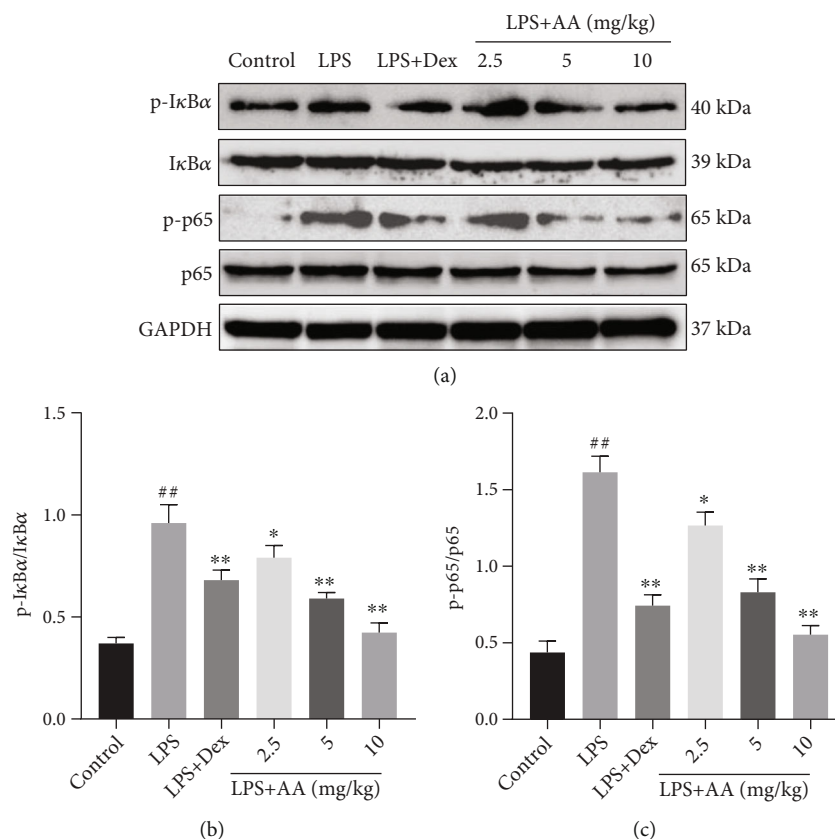 LPS+AA (mg/kg)
Control LPS LPS+Dex 2.5 5 10
p-IκBα 40 kDa
IκBα 39 kDa
p-p65 65 kDa
p65 65 kDa
GAPDH 37 kDa
(a)
1.5
1.0
0.5
0.0
p-IκBα/IκBα
##
**
*
**
**
Control
LPS
LPS+Dex
2.5
5
10
LPS+AA (mg/kg)
(b)
2.0
1.5
1.0
0.5
0.0
p-p65/p65
##
**
*
**
**
Control
LPS
LPS+Dex
2.5
5
10
LPS+AA (mg/kg)
(c)